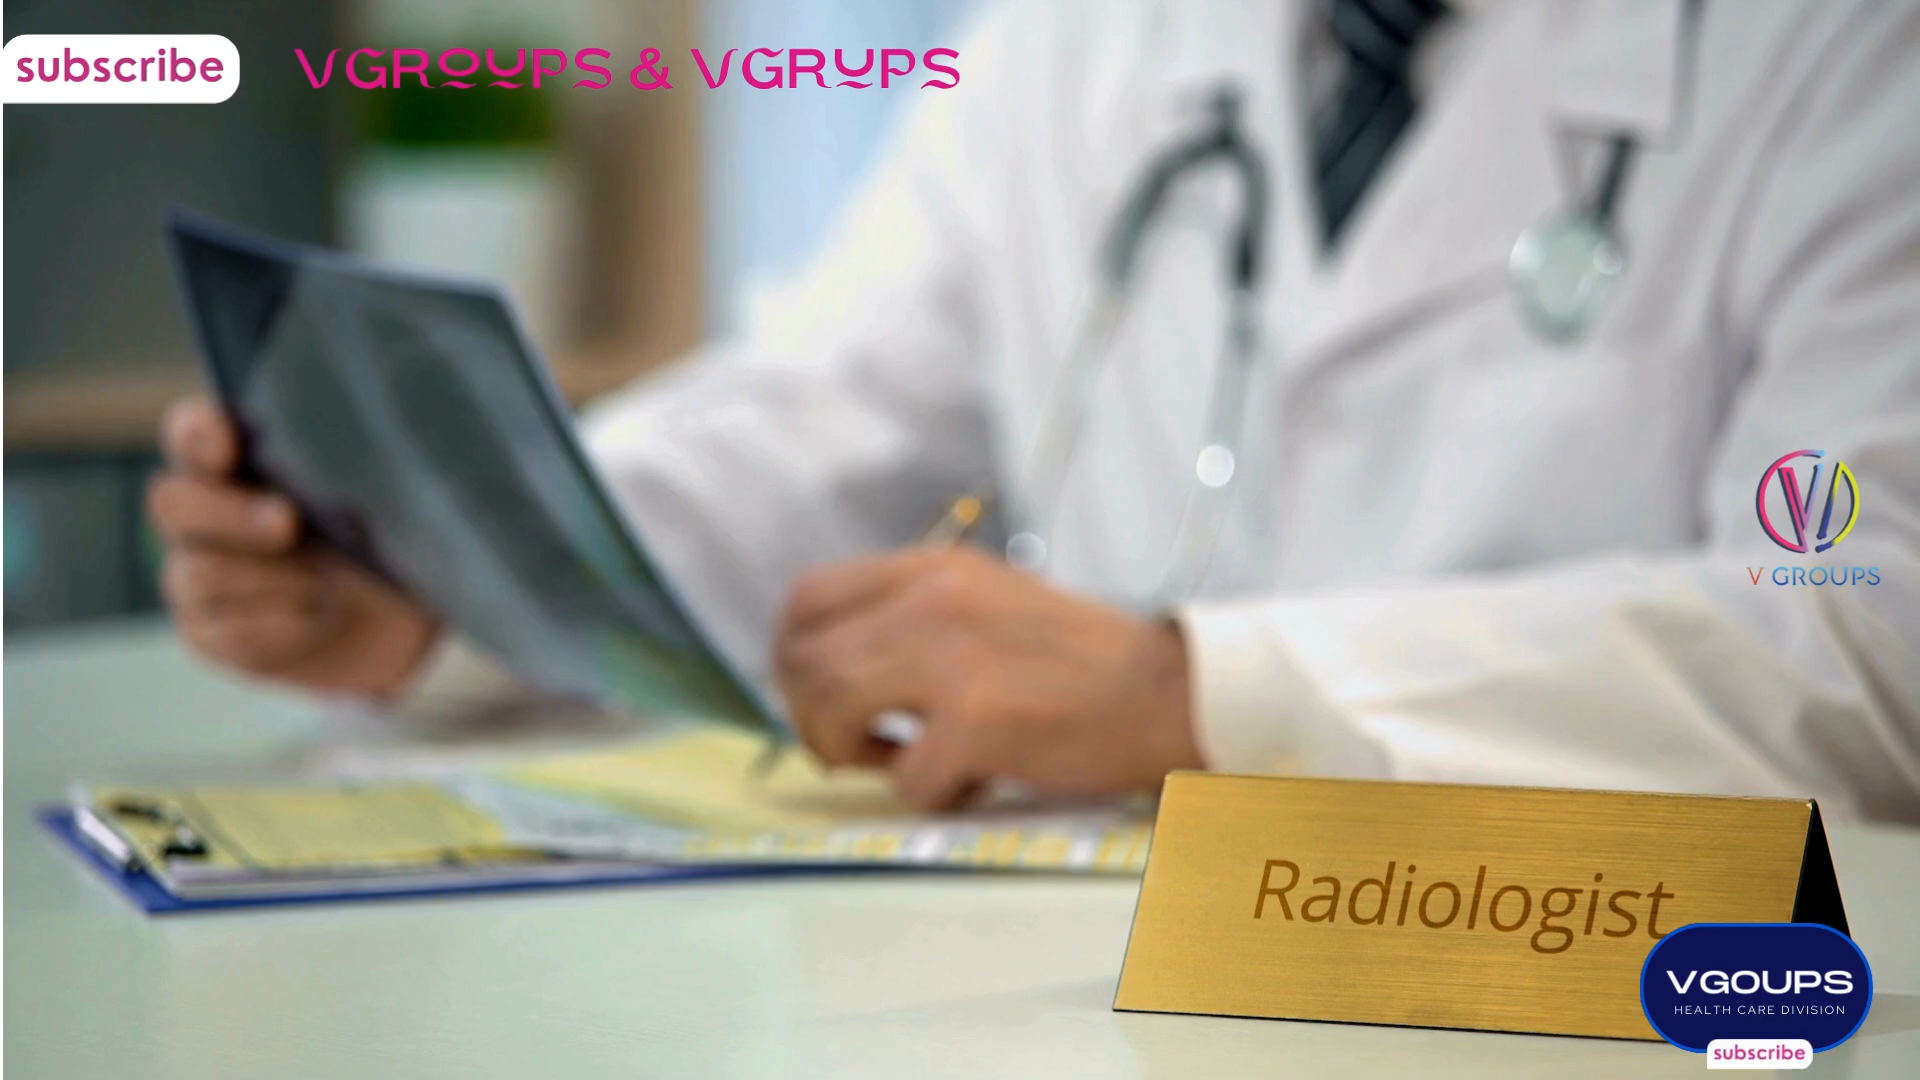 subscribe
VGROUPS & VGRUPS
V GROUPS
Radiologist
VGOUPS
HEALTH CARE DIVISION
subscribe